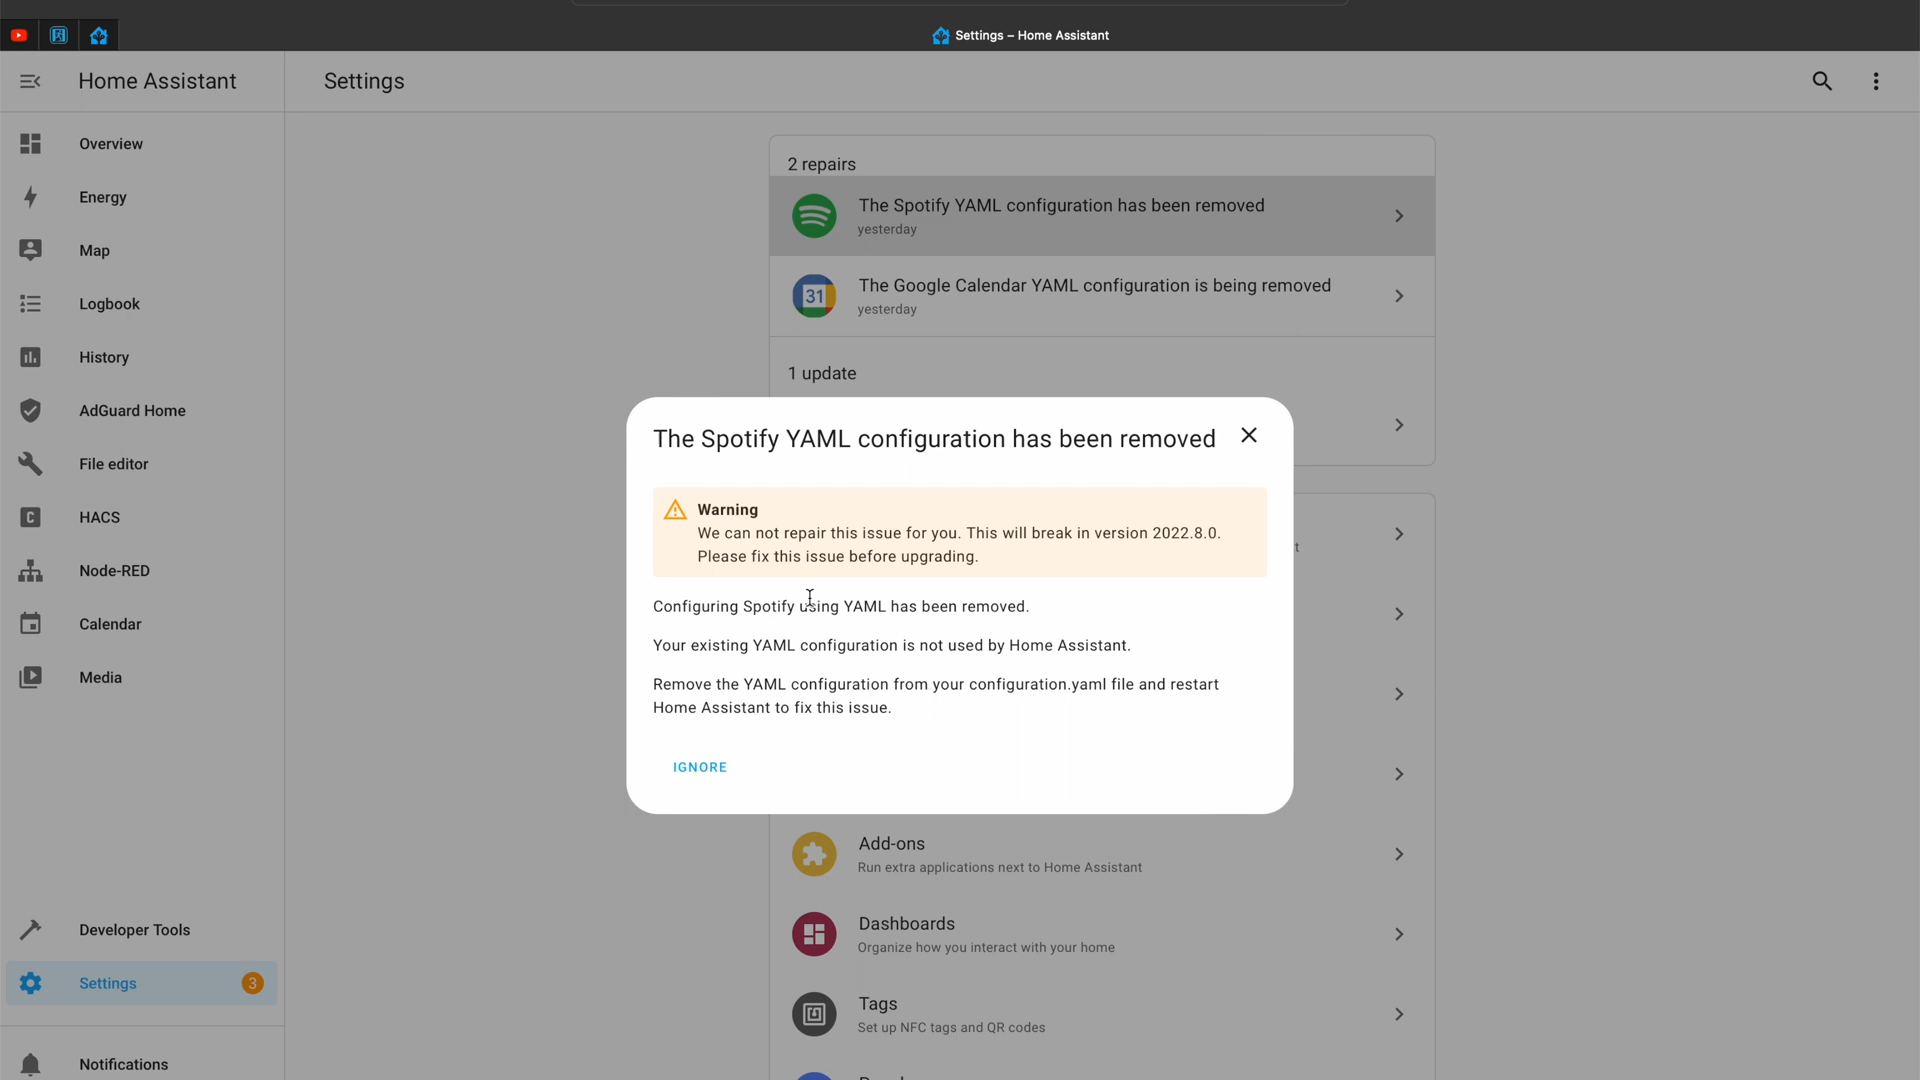 Settings – Home Assistant
Home Assistant
Settings
Overview
Energy
Map
Logbook
History
AdGuard Home
File editor
C
HACS
Node-RED
Calendar
Media
Developer Tools
Settings
3
Notifications
2 repairs
The Spotify YAML configuration has been removed
yesterday
31
The Google Calendar YAML configuration is being removed
yesterday
1 update
The Spotify YAML configuration has been removed
Warning
We can not repair this issue for you. This will break in version 2022.8.0.
Please fix this issue before upgrading.
Configuring Spotify using YAML has been removed.
Your existing YAML configuration is not used by Home Assistant.
Remove the YAML configuration from your configuration.yaml file and restart
Home Assistant to fix this issue.
IGNORE
t
Add-ons
Run extra applications next to Home Assistant
Dashboards
Organize how you interact with your home
Tags
Set up NFC tags and QR codes